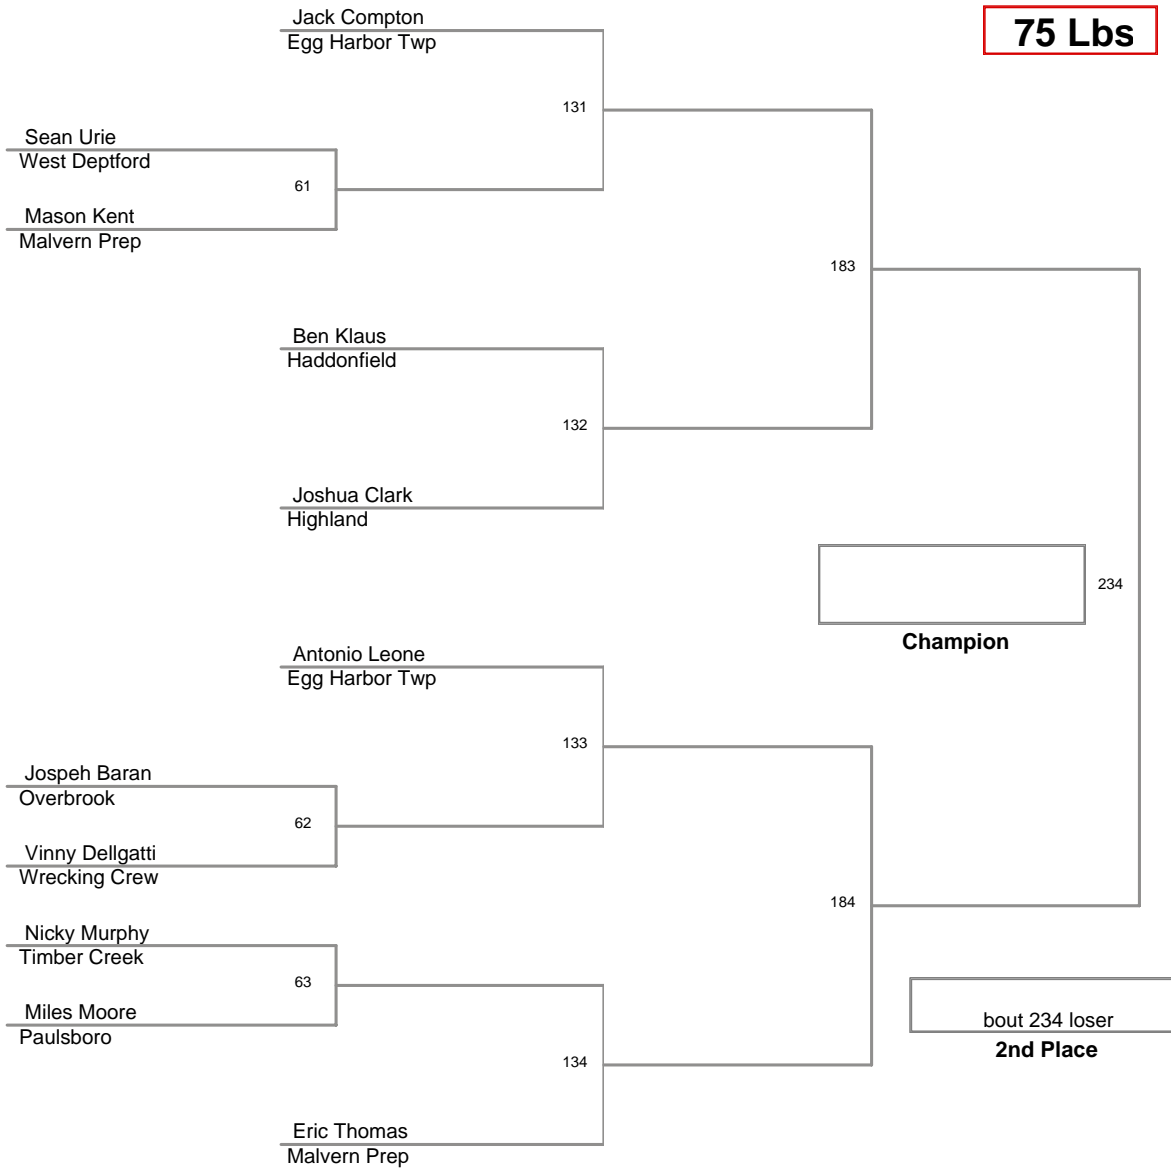 Jack Compton
Egg Harbor Twp
75 Lbs
131
Sean Urie
West Deptford
61
Mason Kent
Malvern Prep
183
Ben Klaus
Haddonfield
132
Joshua Clark
Highland
234
Champion
Antonio Leone
Egg Harbor Twp
133
Jospeh Baran
Overbrook
62
Vinny Dellgatti
Wrecking Crew
184
Nicky Murphy
Timber Creek
63
Miles Moore
Paulsboro
bout 234 loser
2nd Place
134
Eric Thomas
Malvern Prep